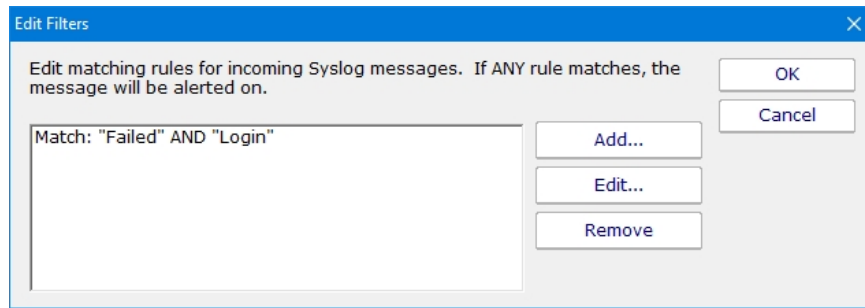 Edit Filters
Edit matching rules for incoming Syslog messages.  If ANY rule matches, the
message will be alerted on.
OK
Cancel
Match: "Failed" AND "Login"
Add...
Edit...
Remove